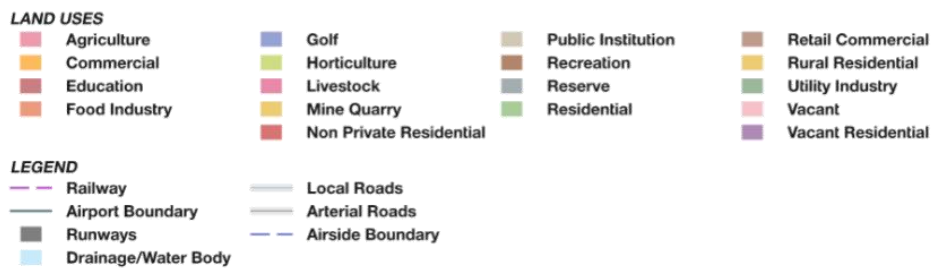 LAND USES
Agriculture
Commercial
Education
Food Industry
Golf
Horticulture
Livestock
Mine Quarry
Non Private Residential
Public Institution
Recreation
Reserve
Residential
Retail Commercial
Rural Residential
Utility Industry
Vacant
Vacant Residential
LEGEND
Railway
Airport Boundary
Runways
Drainage/Water Body
Local Roads
Arterial Roads
Airside Boundary